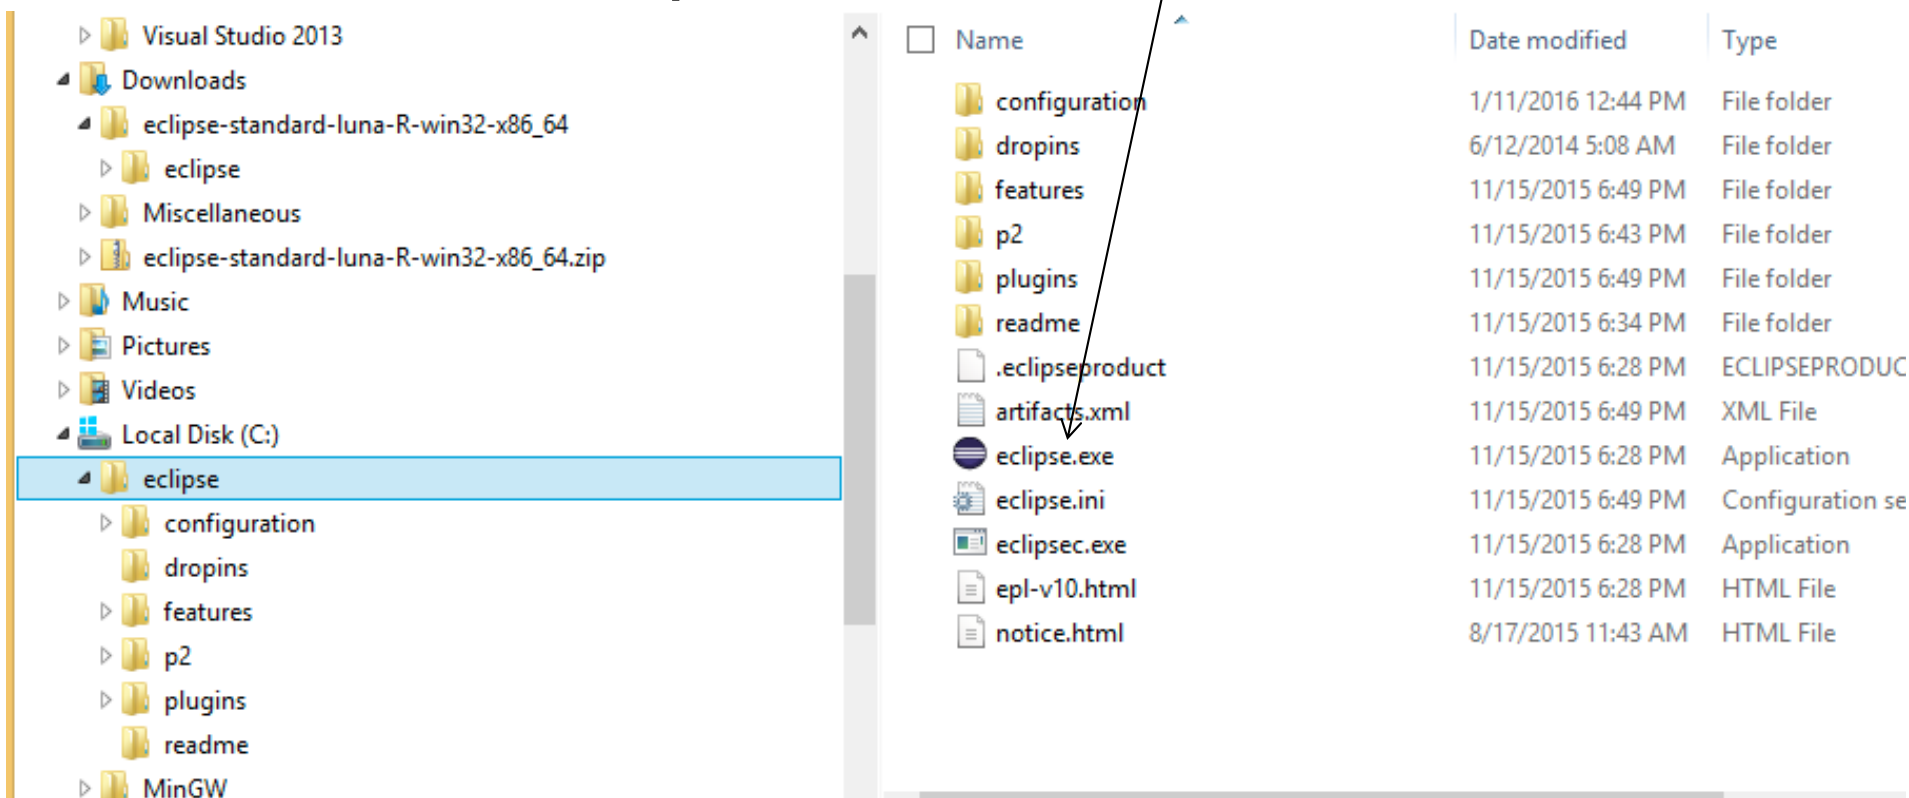 Visual Studio 2013
Downloads
eclipse-standard-luna-R-win32-x86_64
eclipse
Miscellaneous
eclipse-standard-luna-R-win32-x86_64.zip
Music
Pictures
Videos
Local Disk (C:)
eclipse
configuration
dropins
features
p2
plugins
readme
MinGW
Name Date modified Type
configuration 1/11/2016 12:44 PM File folder
dropins 6/12/2014 5:08 AM File folder
features 11/15/2015 6:49 PM File folder
p2 11/15/2015 6:43 PM File folder
plugins 11/15/2015 6:49 PM File folder
readme 11/15/2015 6:34 PM File folder
.eclipseproduct 11/15/2015 6:28 PM ECLIPSEPRODUC
artifacts.xml 11/15/2015 6:49 PM XML File
eclipse.exe 11/15/2015 6:28 PM Application
eclipse.ini 11/15/2015 6:49 PM Configuration se
eclipsec.exe 11/15/2015 6:28 PM Application
epl-v10.html 11/15/2015 6:28 PM HTML File
notice.html 8/17/2015 11:43 AM HTML File